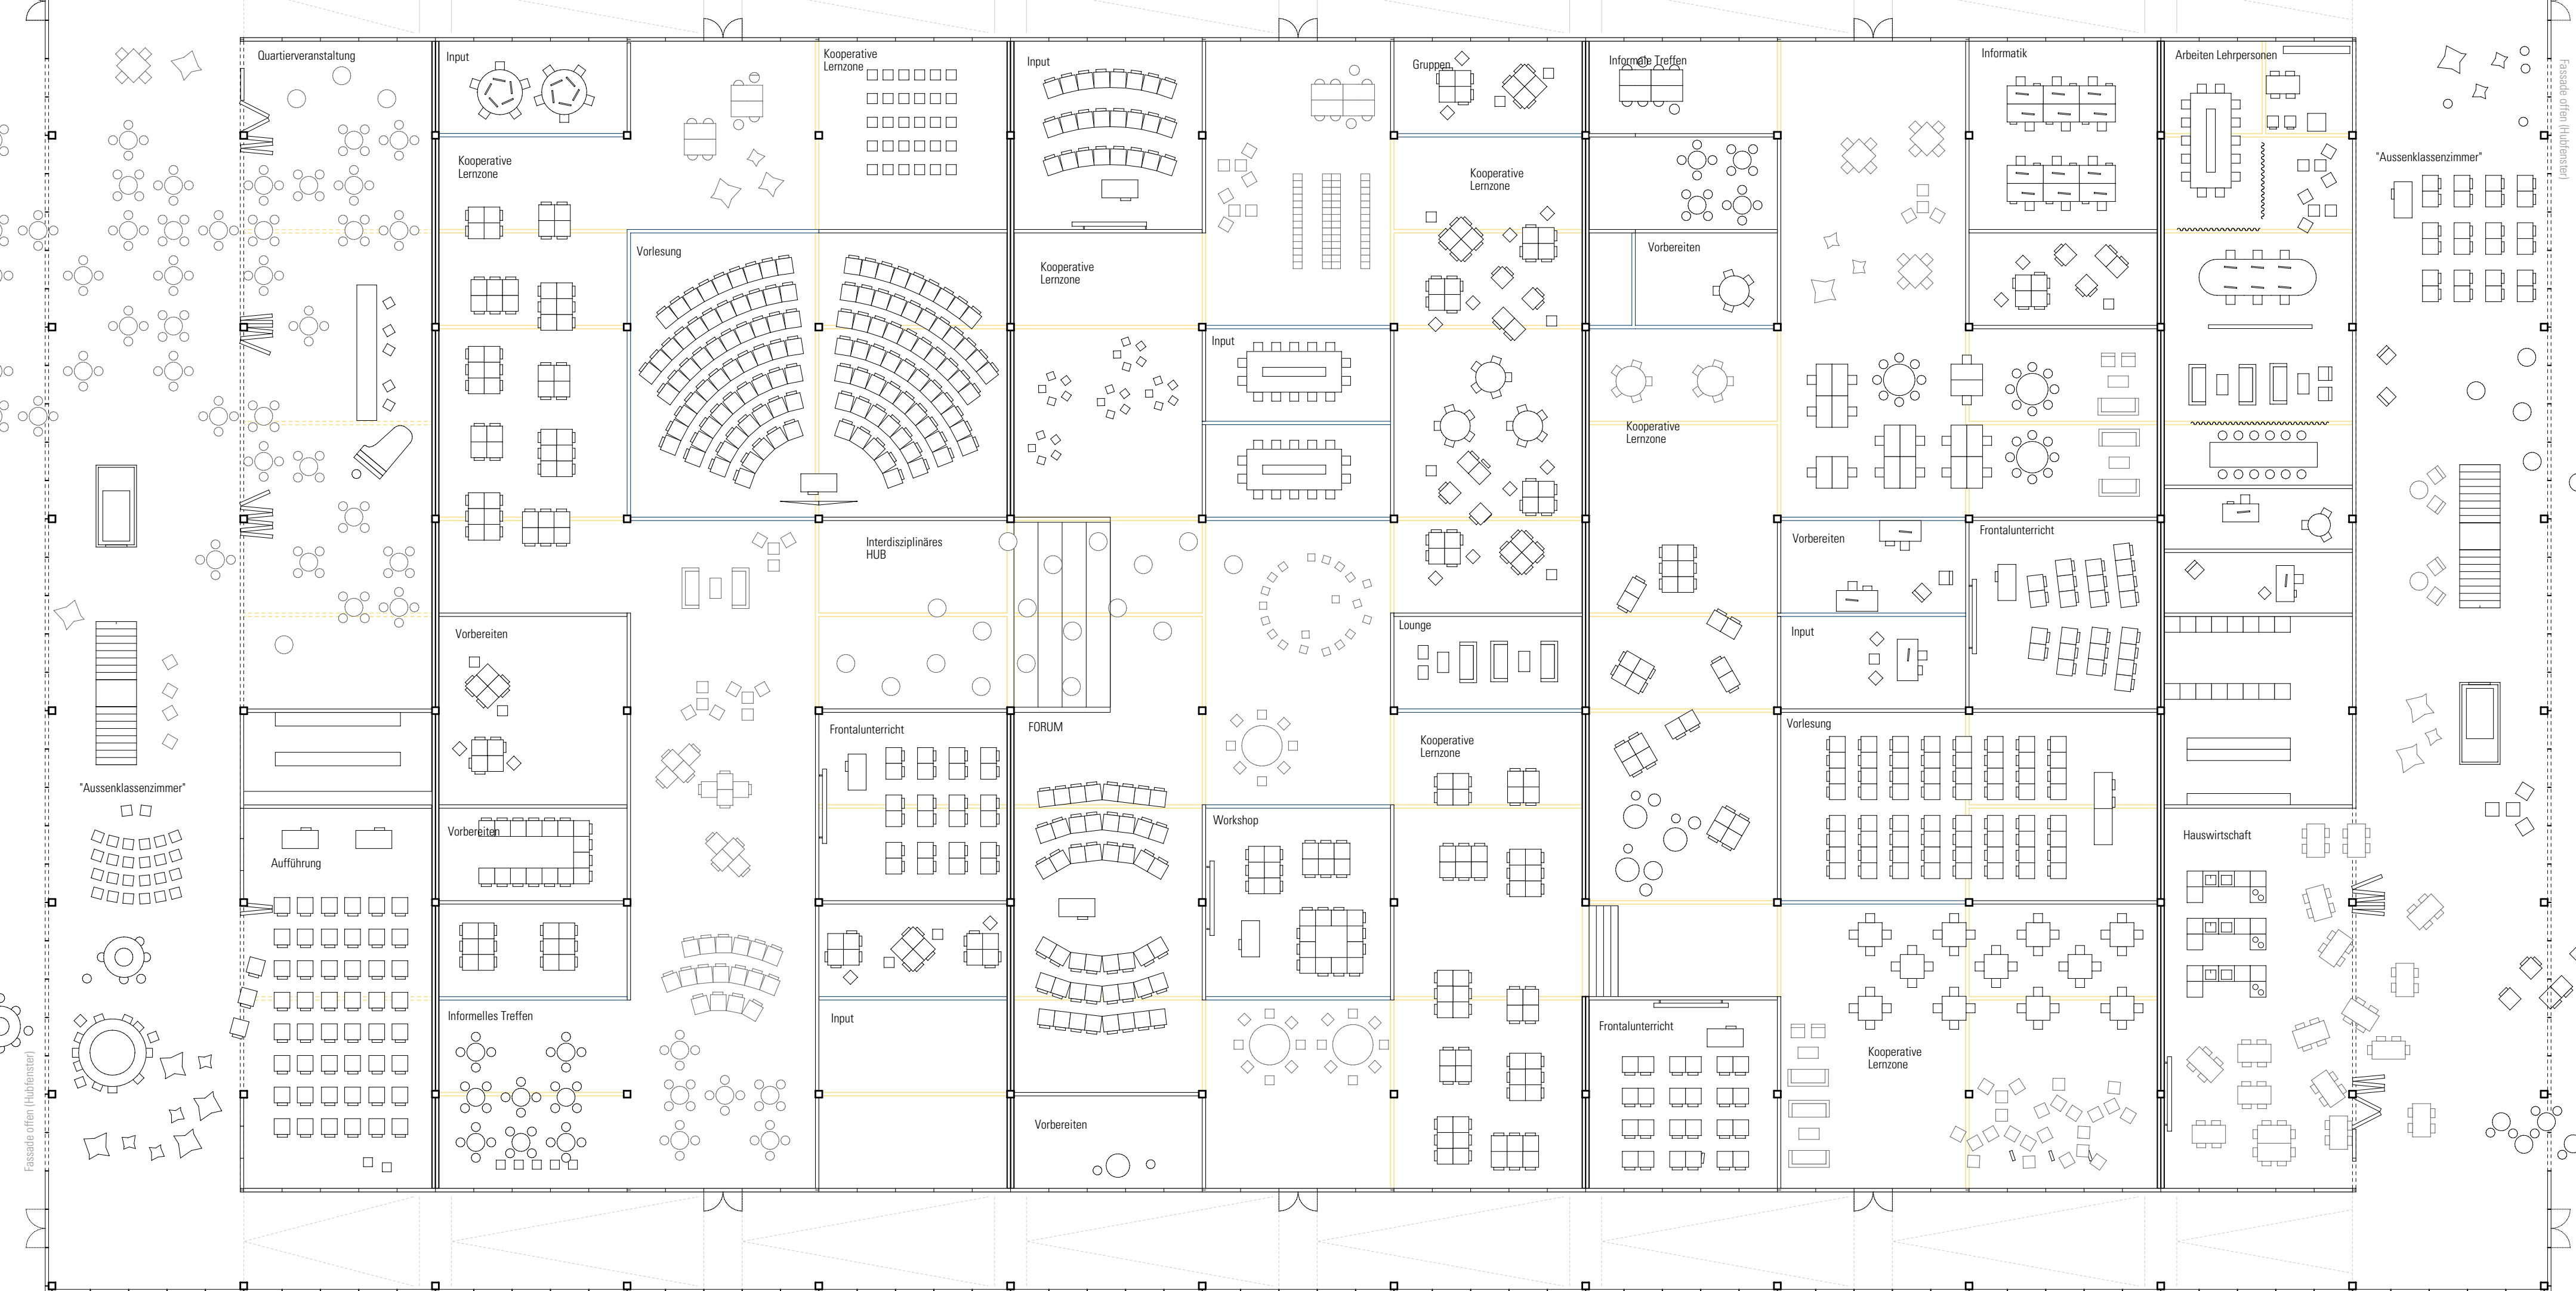 Quartierveranstaltung
Input
Kooperative
Lernzone
Input
Gruppen
Informelle Treffen
Informatik
Arbeiten Lehrpersonen
Fassade offen (Hubfenster)
Kooperative
Lernzone
Kooperative
Lernzone
"Aussenklassenzimmer"
Vorlesung
Kooperative
Lernzone
Vorbereiten
Input
Kooperative
Lernzone
Interdisziplinäres
HUB
Vorbereiten
Frontalunterricht
Vorbereiten
Lounge
Input
"Aussenklassenzimmer"
Frontalunterricht
FORUM
Kooperative
Lernzone
Vorlesung
Aufführung
Vorbereiten
Workshop
Hauswirtschaft
Fassade offen (Hubfenster)
Informelles Treffen
Input
Frontalunterricht
Kooperative
Lernzone
Vorbereiten